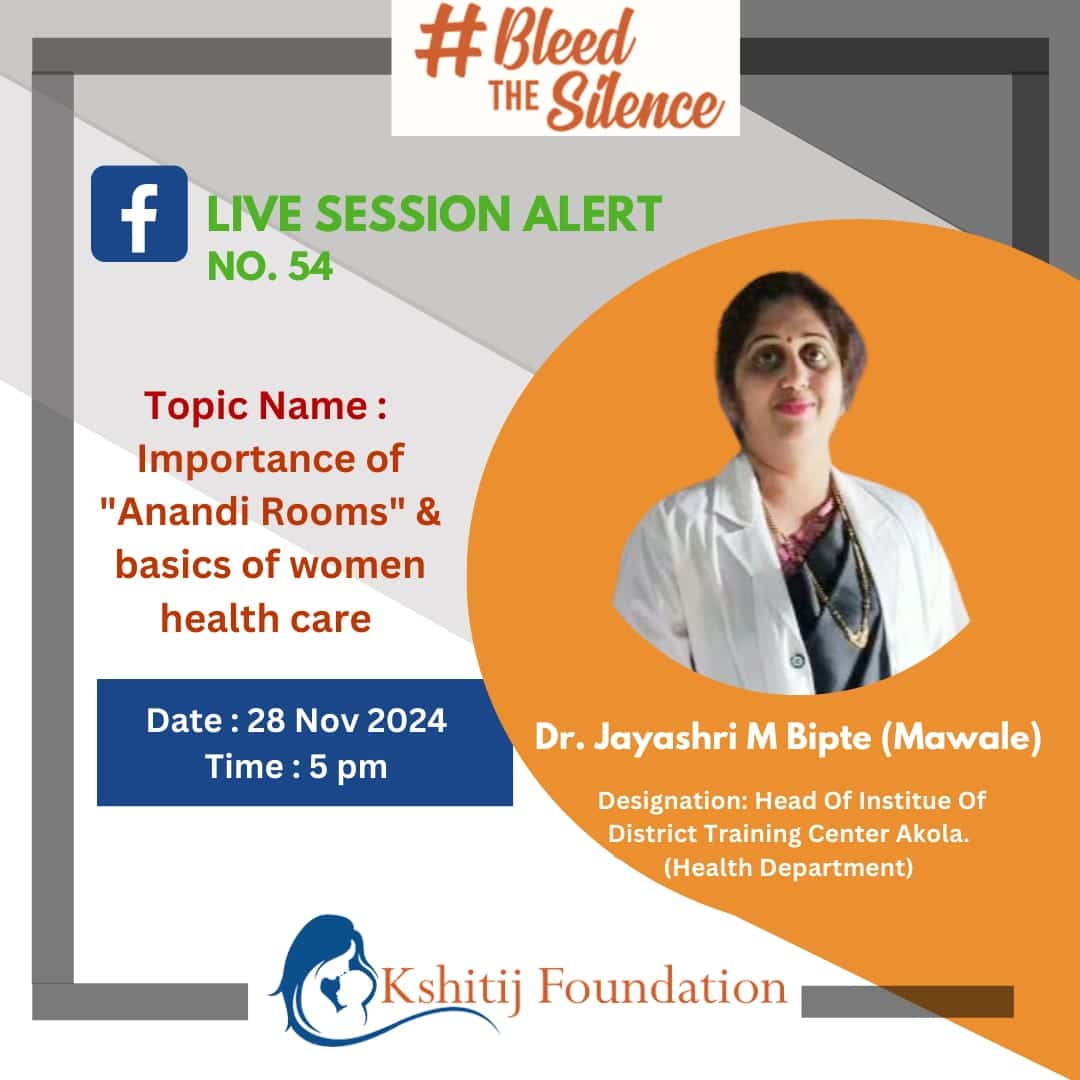 #Bleed
THE Silence
f
LIVE SESSION ALERT
NO. 54
Topic Name :
Importance of
"Anandi Rooms" &
basics of women
health care
Date : 28 Nov 2024
Time : 5 pm
Dr. Jayashri M Bipte (Mawale)
Designation: Head Of Institue Of
District Training Center Akola.
(Health Department)
Kshitij Foundation